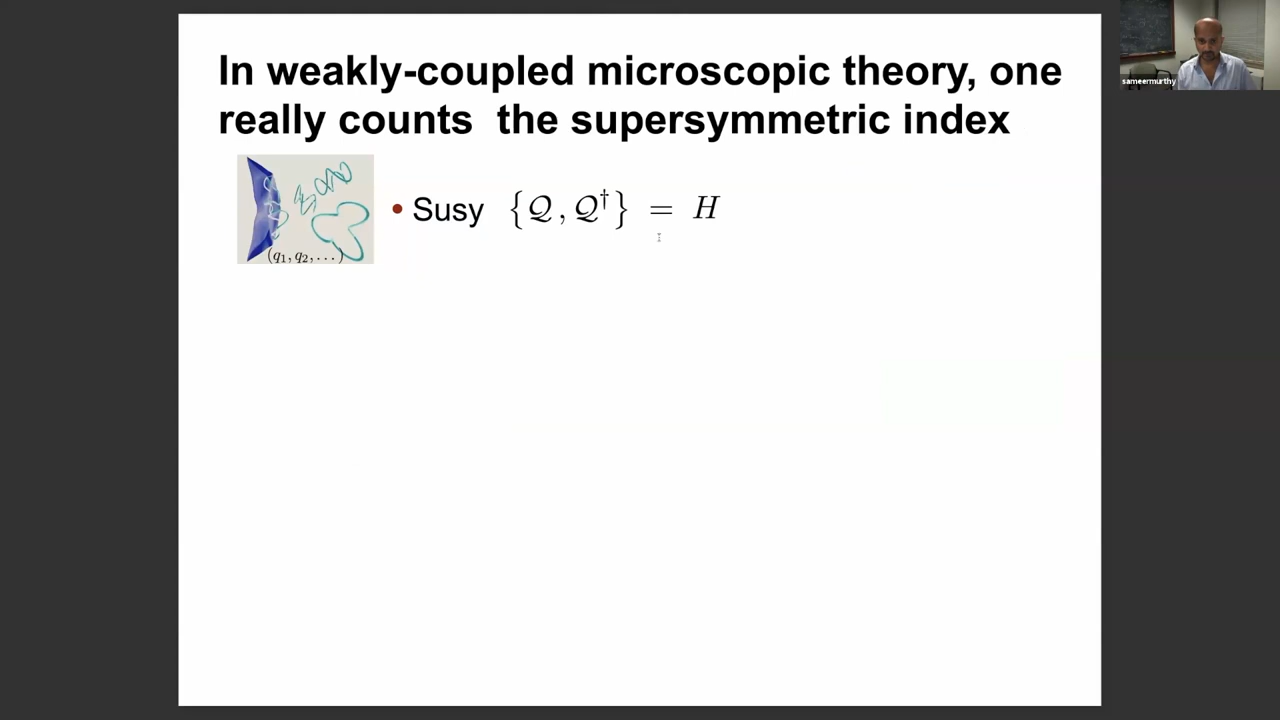 In weakly-coupled microscopic theory, one
really counts the supersymmetric index
sameermurthy
• Susy {𝒬, 𝒬†} = H
(q₁, q₂, . . .)